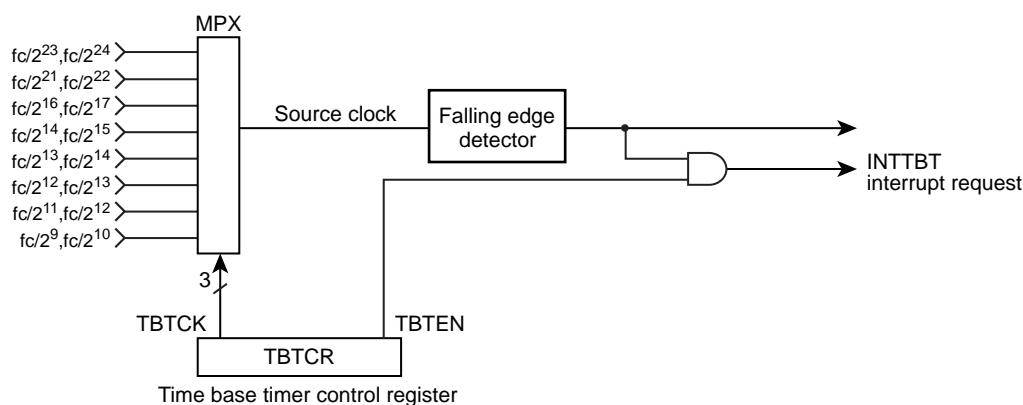 MPX
fc/2^23,fc/2^24
fc/2^21,fc/2^22
fc/2^16,fc/2^17
fc/2^14,fc/2^15
fc/2^13,fc/2^14
fc/2^12,fc/2^13
fc/2^11,fc/2^12
fc/2^9,fc/2^10
Source clock
Falling edge
detector
INTTBT
interrupt request
3
TBTCK
TBTEN
TBTCR
Time base timer control register